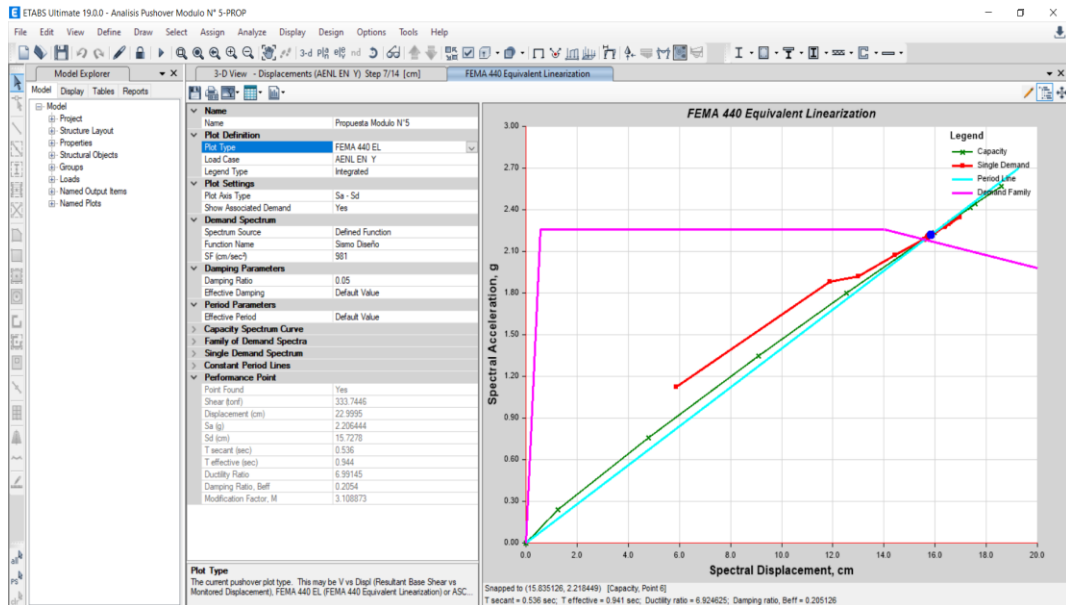 ETABS Ultimate 19.0.0 - Analisis Pushover Modulo N° 5-PROP
File Edit View Define Draw Select Assign Analyze Display Design Options Tools Help
3-d
nd
Model Explorer
3-D View - Displacements (AENL EN Y) Step 7/14 [cm]
FEMA 440 Equivalent Linearization
Model Display Tables Reports
Model
Project
Structure Layout
Properties
Structural Objects
Groups
Loads
Named Output Items
Named Plots
Name
Name Propuesta Modulo N°5
Plot Definition
Plot Type FEMA 440 EL
Load Case AENL EN Y
Legend Type Integrated
Plot Settings
Plot Axis Type Sa - Sd
Show Associated Demand Yes
Demand Spectrum
Spectrum Source Defined Function
Function Name Sismo Diseño
SF (cm/sec²) 981
Damping Parameters
Damping Ratio 0.05
Effective Damping Default Value
Period Parameters
Effective Period Default Value
Capacity Spectrum Curve
Family of Demand Spectra
Single Demand Spectrum
Constant Period Lines
Performance Point
Point Found Yes
Shear (tonf) 333.7446
Displacement (cm) 22.9995
Sa (g) 2.206444
Sd (cm) 15.7278
T secant (sec) 0.536
T effective (sec) 0.944
Ductility Ratio 6.99145
Damping Ratio, Beff 0.2054
Modification Factor, M 3.108873
Plot Type
The current pushover plot type. This may be V vs Displ (Resultant Base Shear vs
Monitored Displacement), FEMA 440 EL (FEMA 440 Equivalent Linearization) or ASC...
FEMA 440 Equivalent Linearization
Legend
Capacity
Single Demand
Period Line
Demand Family
Spectral Acceleration, g
3.00
2.70
2.40
2.10
1.80
1.50
1.20
0.90
0.60
0.30
0.00
0.0 2.0 4.0 6.0 8.0 10.0 12.0 14.0 16.0 18.0 20.0
Spectral Displacement, cm
Snapped to (15.835126, 2.218449) [Capacity, Point 6]
T secant = 0.536 sec; T effective = 0.941 sec; Ductility ratio = 6.924625; Damping ratio, Beff = 0.205126
all
PS